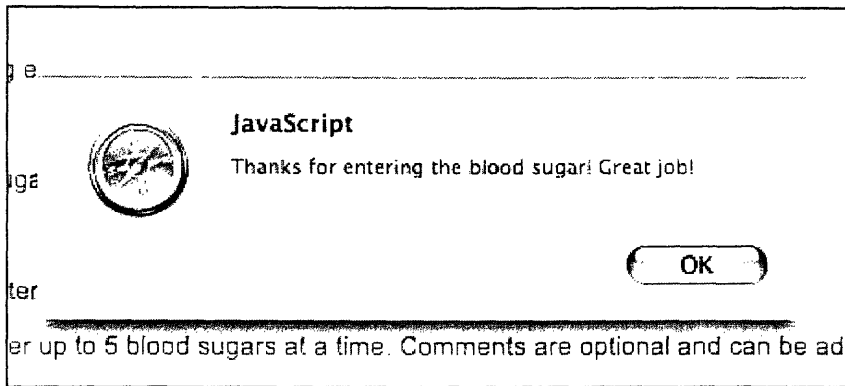 g e
JavaScript
Thanks for entering the blood sugar! Great job!
uga
OK
ter
er up to 5 blood sugars at a time. Comments are optional and can be ad